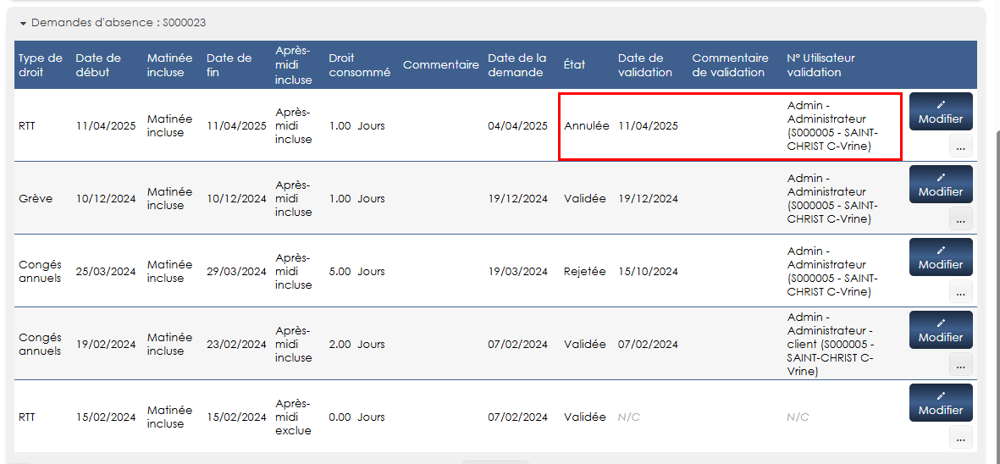 Demandes d'absence : S000023
Type de droit Date de début Matinée incluse Date de fin Après-midi incluse Droit consommé Commentaire Date de la demande État Date de validation Commentaire de validation N° Utilisateur validation
RTT 11/04/2025 Matinée incluse 11/04/2025 Après-midi incluse 1.00 Jours 04/04/2025 Annulée 11/04/2025 Admin - Administrateur (S000005 - SAINT-CHRIST C-Vrine) Modifier
...
Grève 10/12/2024 Matinée incluse 10/12/2024 Après-midi incluse 1.00 Jours 19/12/2024 Validée 19/12/2024 Admin - Administrateur (S000005 - SAINT-CHRIST C-Vrine) Modifier
...
Congés annuels 25/03/2024 Matinée incluse 29/03/2024 Après-midi incluse 5.00 Jours 19/03/2024 Rejetée 15/10/2024 Admin - Administrateur (S000005 - SAINT-CHRIST C-Vrine) Modifier
...
Congés annuels 19/02/2024 Matinée incluse 23/02/2024 Après-midi incluse 2.00 Jours 07/02/2024 Validée 07/02/2024 Admin - Administrateur - client (S000005 - SAINT-CHRIST C-Vrine) Modifier
...
RTT 15/02/2024 Matinée incluse 15/02/2024 Après-midi exclue 0.00 Jours 07/02/2024 Validée N/C N/C Modifier
...